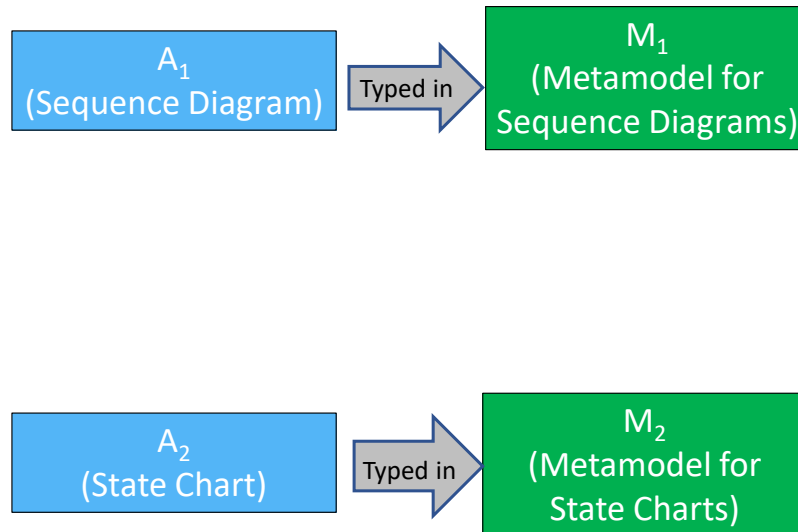 A₁
(Sequence Diagram)
Typed in
M₁
(Metamodel for
Sequence Diagrams)
A₂
(State Chart)
Typed in
M₂
(Metamodel for
State Charts)